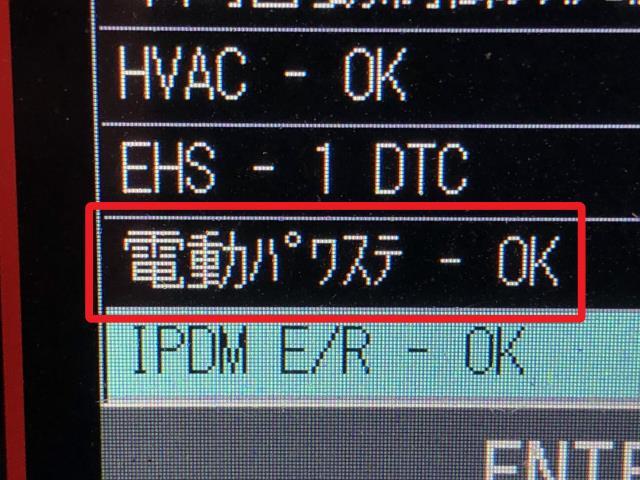 HVAC - OK
EHS - 1 DTC
電動ﾊﾟﾜｽﾃ - OK
IPDM E/R - OK